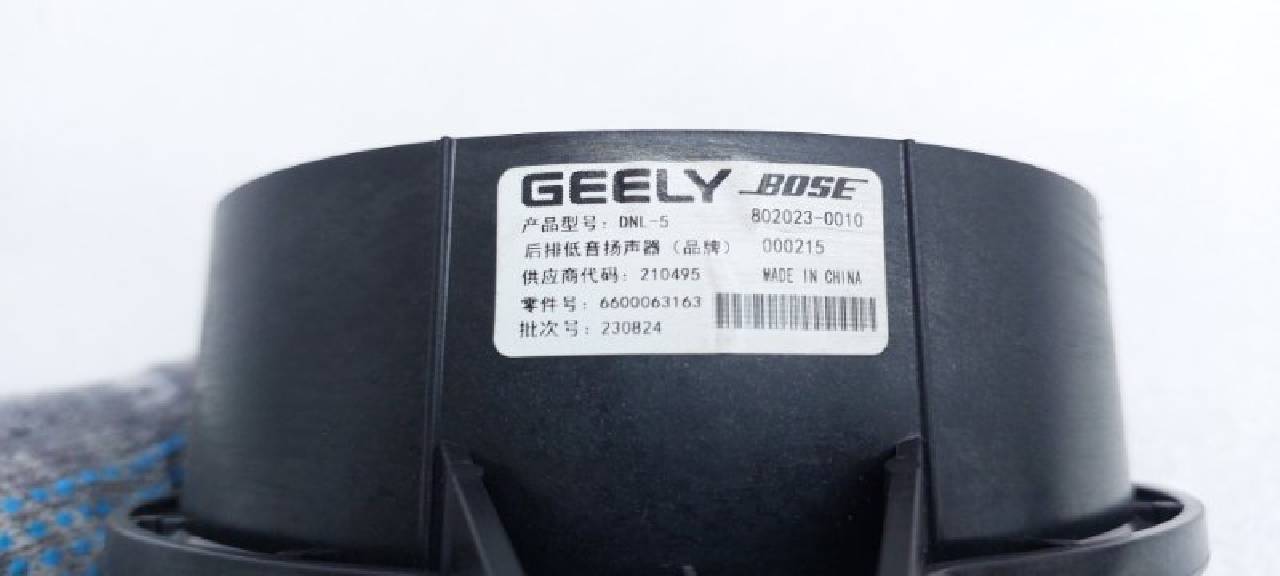 GEELY BOSE
产品型号: DNL-5 802023-0010
后排低音扬声器(品牌) 000215
供应商代码: 210495 MADE IN CHINA
零件号: 6600063163
批次号: 230824